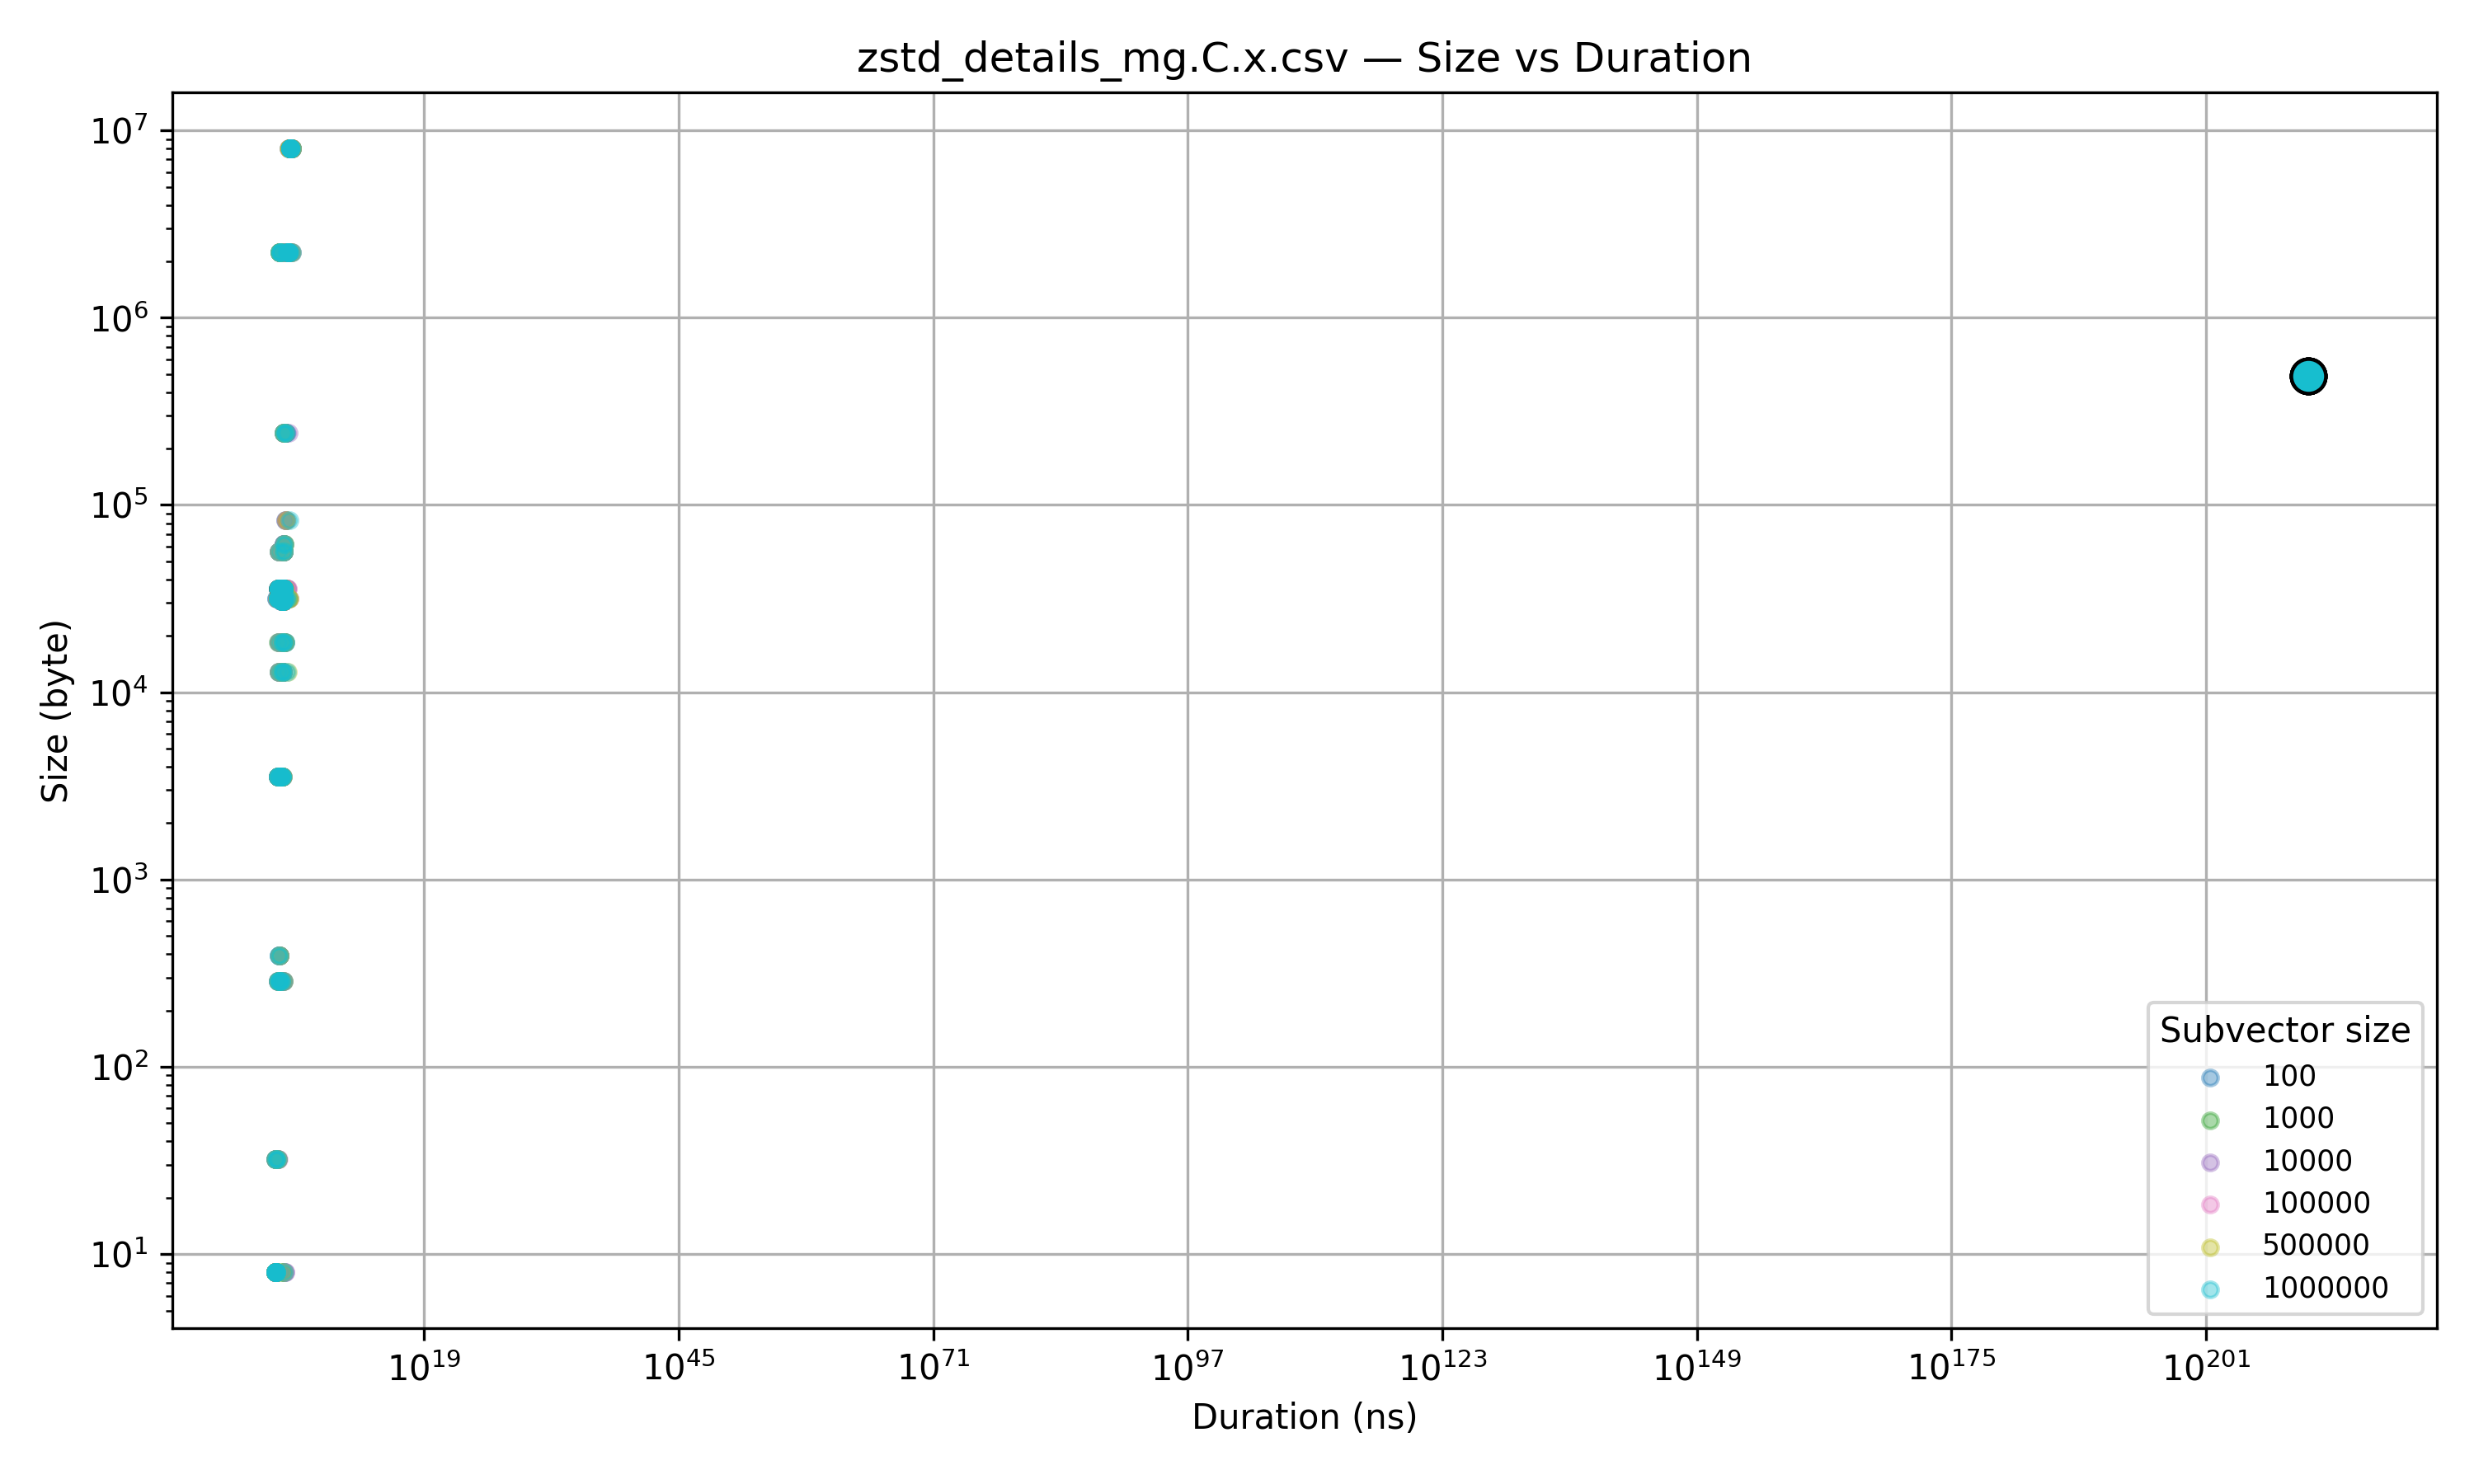 zstd_details_mg.C.x.csv — Size vs Duration
10^7
10^6
10^5
10^4
10^3
10^2
10^1
Size (byte)
Subvector size
100
1000
10000
100000
500000
1000000
10^19 10^45 10^71 10^97 10^123 10^149 10^175 10^201
Duration (ns)